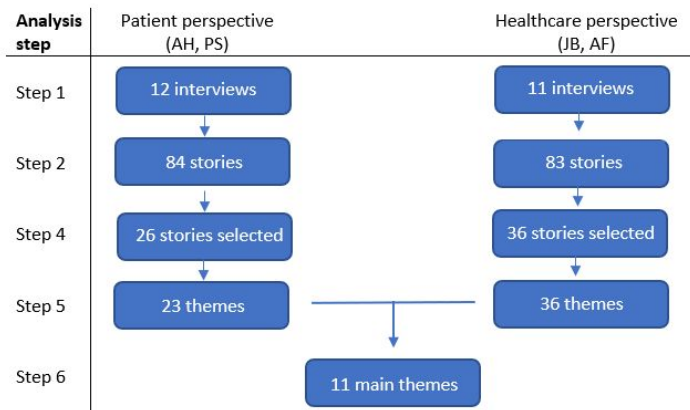 Analysis step
Patient perspective (AH, PS)
Healthcare perspective (JB, AF)
Step 1
12 interviews
11 interviews
Step 2
84 stories
83 stories
Step 4
26 stories selected
36 stories selected
Step 5
23 themes
36 themes
Step 6
11 main themes